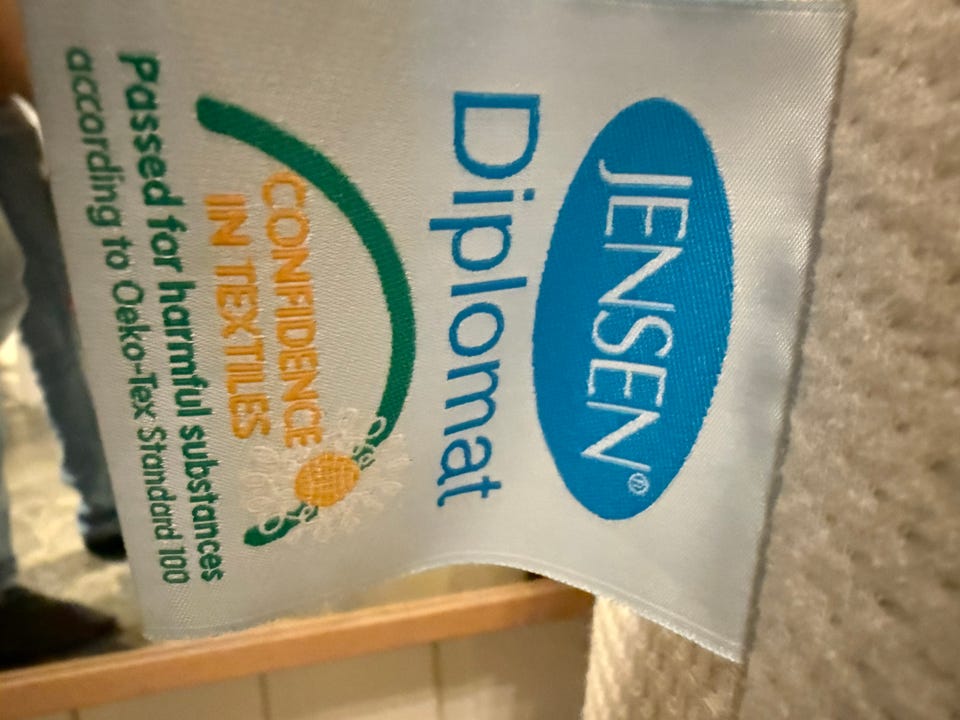 JENSEN®
Diplomat
CONFIDENCE
IN TEXTILES
Passed for harmful substances
according to Oeko-Tex Standard 100